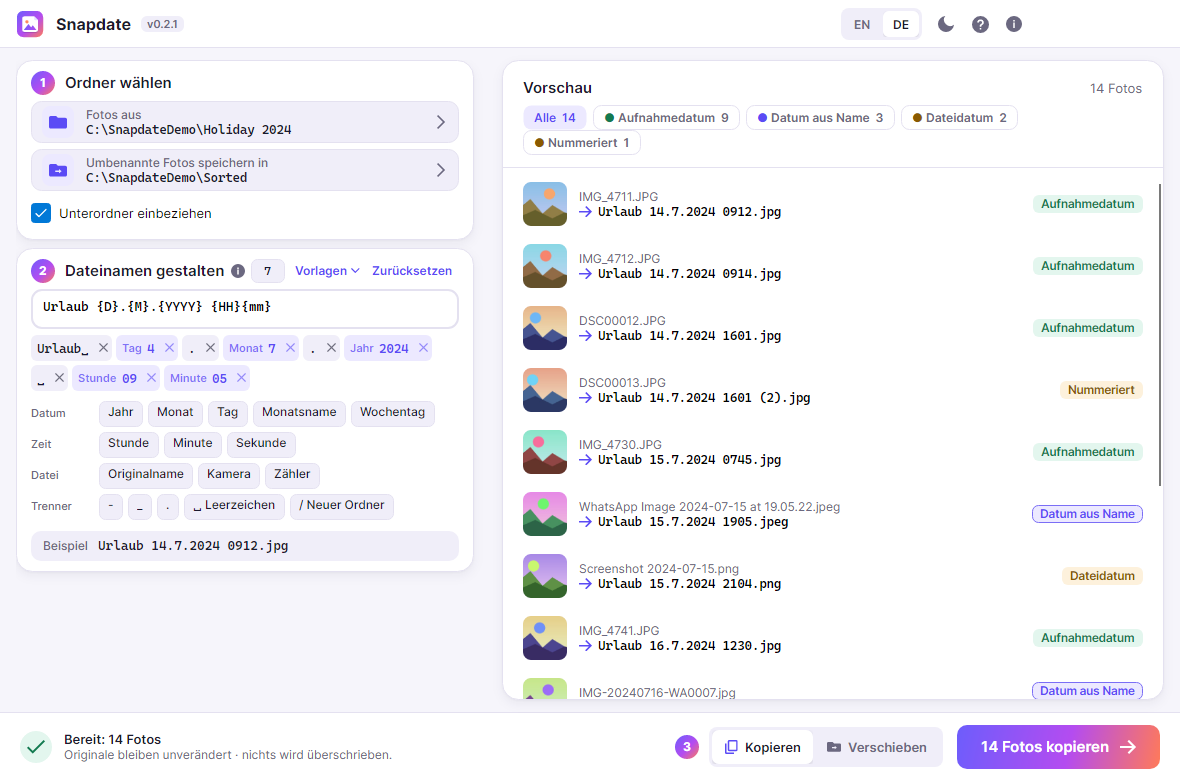 Snapdate v0.2.1 EN DE
1 Ordner wählen
Fotos aus
C:\SnapdateDemo\Holiday 2024
Umbenannte Fotos speichern in
C:\SnapdateDemo\Sorted
Unterordner einbeziehen
2 Dateinamen gestalten 7 Vorlagen Zurücksetzen
Urlaub {D}.{M}.{YYYY} {HH}{mm}
Urlaub␣ Tag 4 . Monat 7 . Jahr 2024
␣ Stunde 09 Minute 05
Datum Jahr Monat Tag Monatsname Wochentag
Zeit Stunde Minute Sekunde
Datei Originalname Kamera Zähler
Trenner - _ . ␣ Leerzeichen / Neuer Ordner
Beispiel Urlaub 14.7.2024 0912.jpg
Vorschau 14 Fotos
Alle 14 Aufnahmedatum 9 Datum aus Name 3 Dateidatum 2
Nummeriert 1
IMG_4711.JPG
→ Urlaub 14.7.2024 0912.jpg Aufnahmedatum
IMG_4712.JPG
→ Urlaub 14.7.2024 0914.jpg Aufnahmedatum
DSC00012.JPG
→ Urlaub 14.7.2024 1601.jpg Aufnahmedatum
DSC00013.JPG
→ Urlaub 14.7.2024 1601 (2).jpg Nummeriert
IMG_4730.JPG
→ Urlaub 15.7.2024 0745.jpg Aufnahmedatum
WhatsApp Image 2024-07-15 at 19.05.22.jpeg
→ Urlaub 15.7.2024 1905.jpeg Datum aus Name
Screenshot 2024-07-15.png
→ Urlaub 15.7.2024 2104.png Dateidatum
IMG_4741.JPG
→ Urlaub 16.7.2024 1230.jpg Aufnahmedatum
IMG-20240716-WA0007.jpg Datum aus Name
Bereit: 14 Fotos
Originale bleiben unverändert · nichts wird überschrieben.
3 Kopieren Verschieben 14 Fotos kopieren →